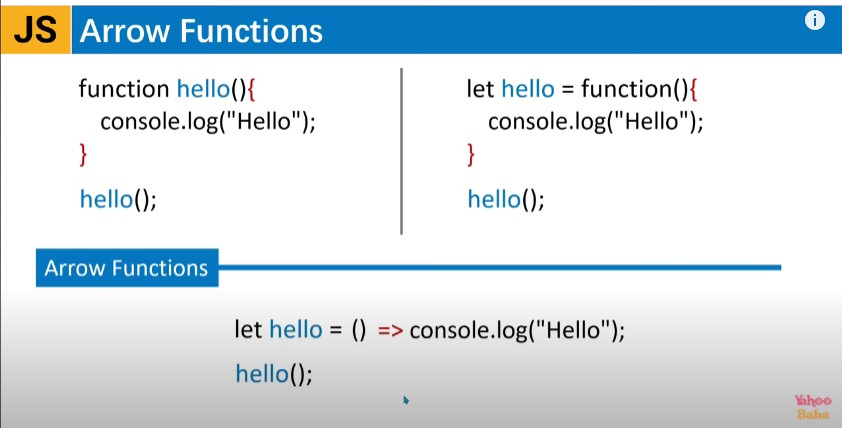 JS Arrow Functions
i
function hello(){
console.log("Hello");
}
hello();
let hello = function(){
console.log("Hello");
}
hello();
Arrow Functions
let hello = () => console.log("Hello");
hello();
Yahoo
Baba